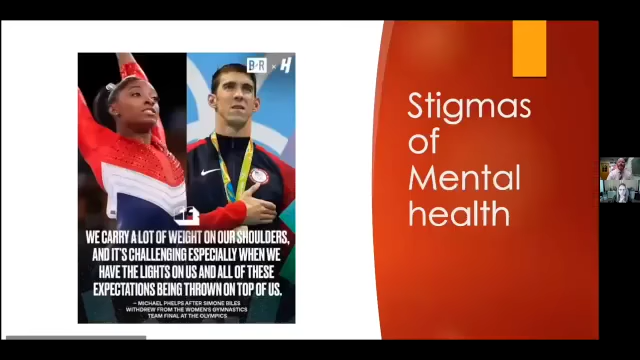 B/R × H
WE CARRY A LOT OF WEIGHT ON OUR SHOULDERS,
AND IT'S CHALLENGING ESPECIALLY WHEN WE
HAVE THE LIGHTS ON US AND ALL OF THESE
EXPECTATIONS BEING THROWN ON TOP OF US.
– MICHAEL PHELPS AFTER SIMONE BILES
WITHDREW FROM THE WOMEN'S GYMNASTICS
TEAM FINAL AT THE OLYMPICS
Stigmas
of
Mental
health